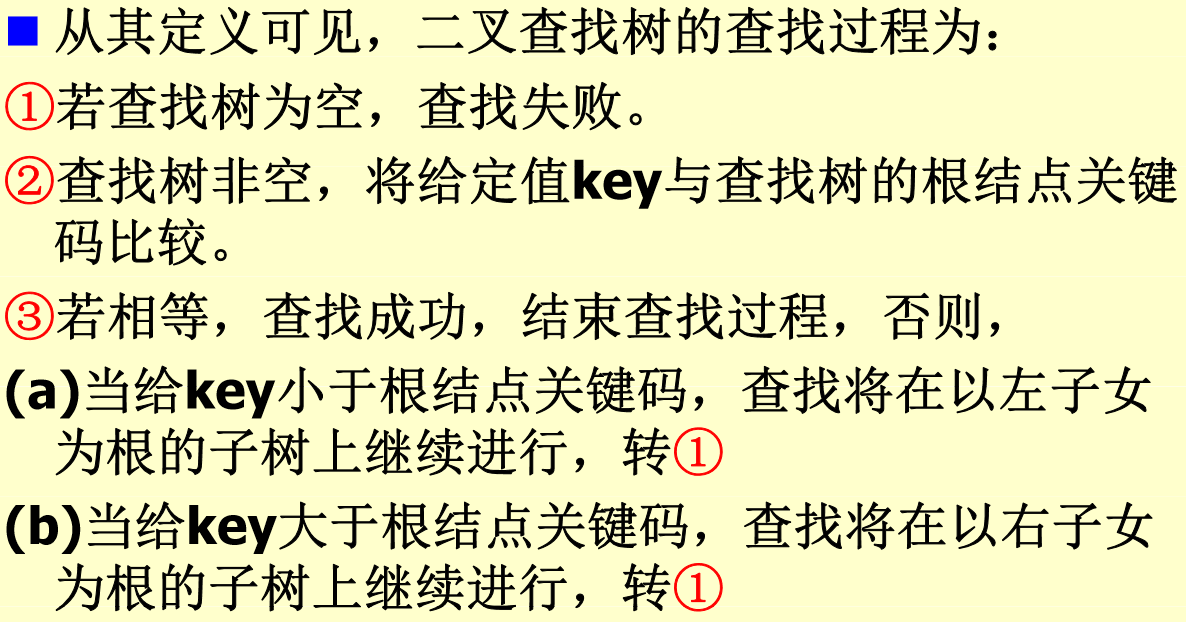 ■ 从其定义可见，二叉查找树的查找过程为：
①若查找树为空，查找失败。
②查找树非空，将给定值key与查找树的根结点关键
码比较。
③若相等，查找成功，结束查找过程，否则，
(a)当给key小于根结点关键码，查找将在以左子女
为根的子树上继续进行，转①
(b)当给key大于根结点关键码，查找将在以右子女
为根的子树上继续进行，转①